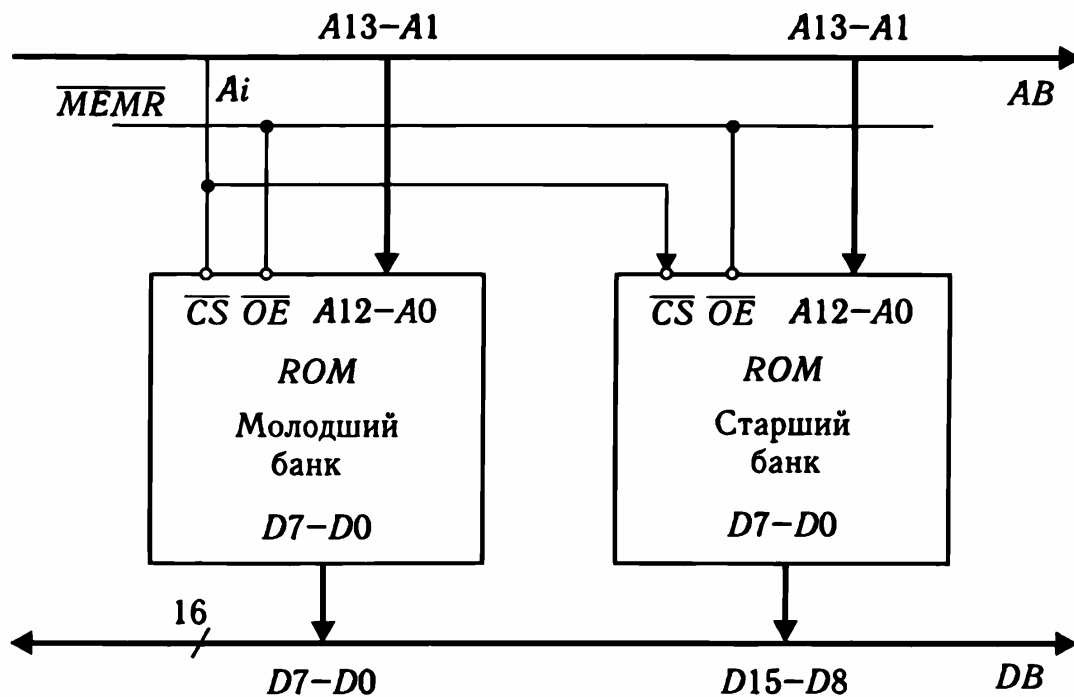 A13–A1 A13–A1
MEMR Ai AB
CS OE A12–A0 CS OE A12–A0
ROM ROM
Молодший Старший
банк банк
D7–D0 D7–D0
16
D7–D0 D15–D8 DB